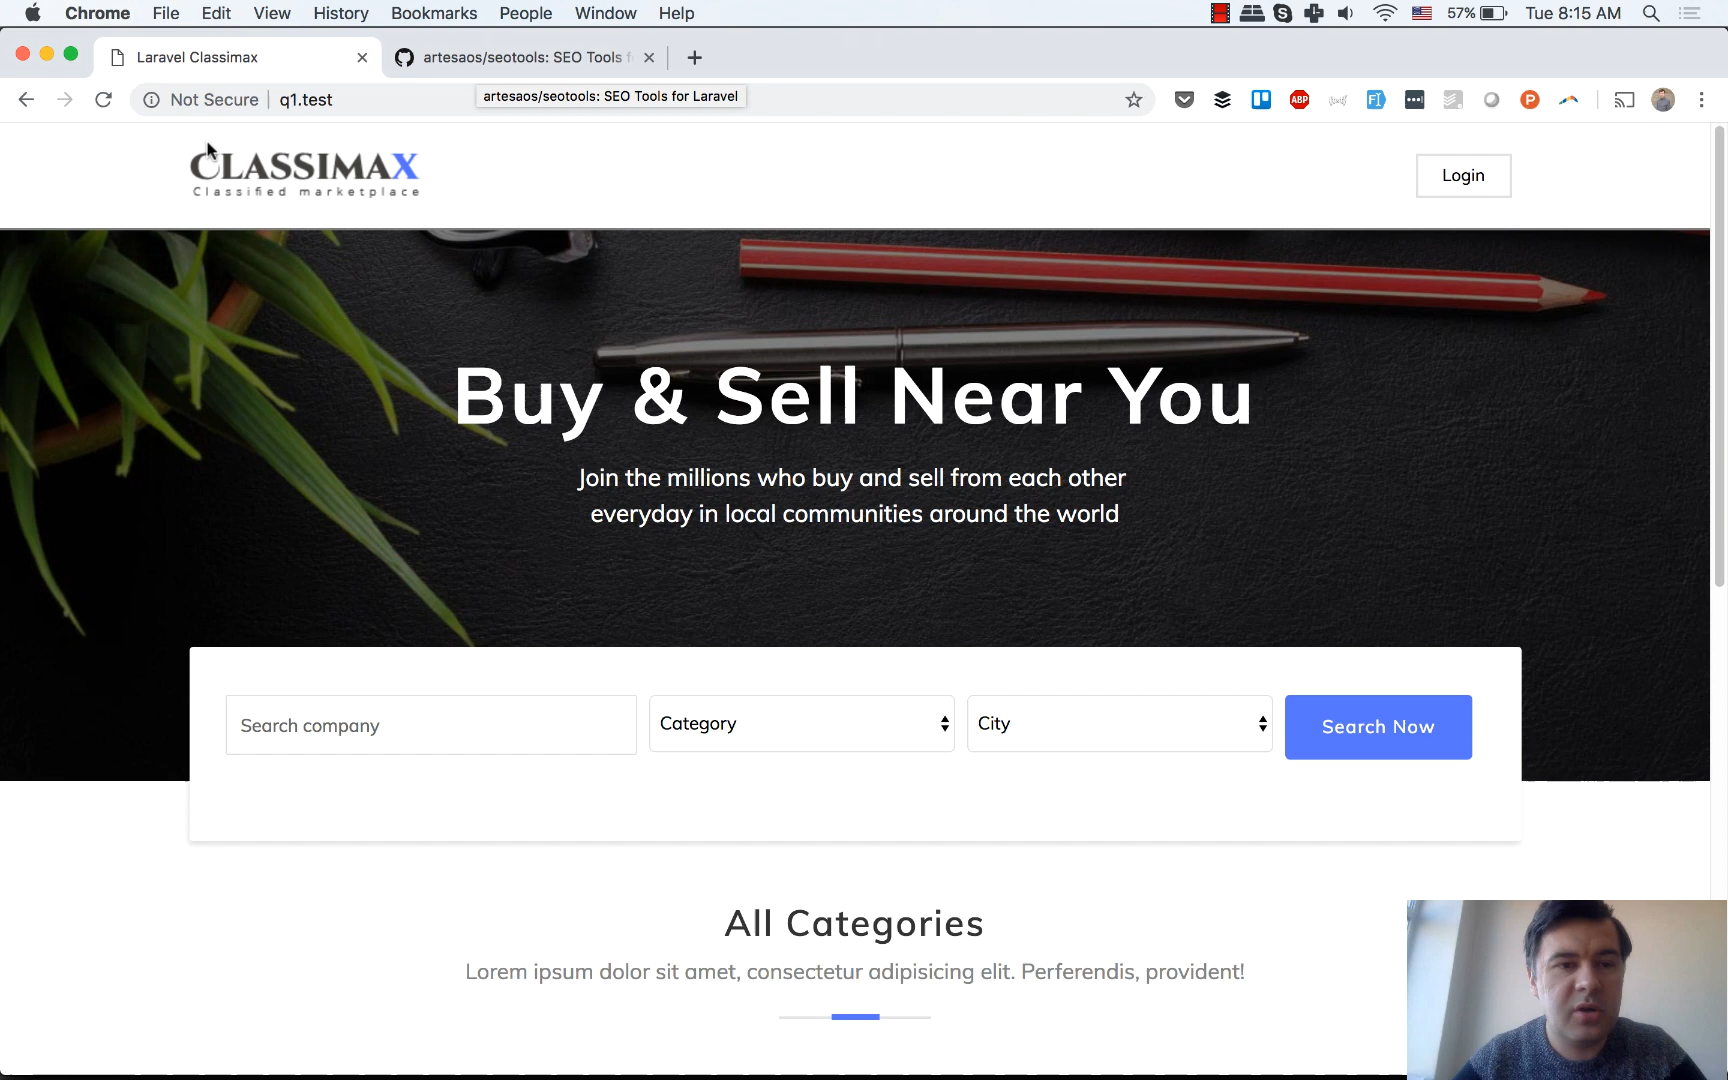 Chrome File Edit View History Bookmarks People Window Help 57% Tue 8:15 AM
Laravel Classimax artesaos/seotools: SEO Tools f
Not Secure q1.test
artesaos/seotools: SEO Tools for Laravel
ABP
CLASSIMAX
Classified marketplace
Login
Buy & Sell Near You
Join the millions who buy and sell from each other
everyday in local communities around the world
Search company Category City Search Now
All Categories
Lorem ipsum dolor sit amet, consectetur adipisicing elit. Perferendis, provident!